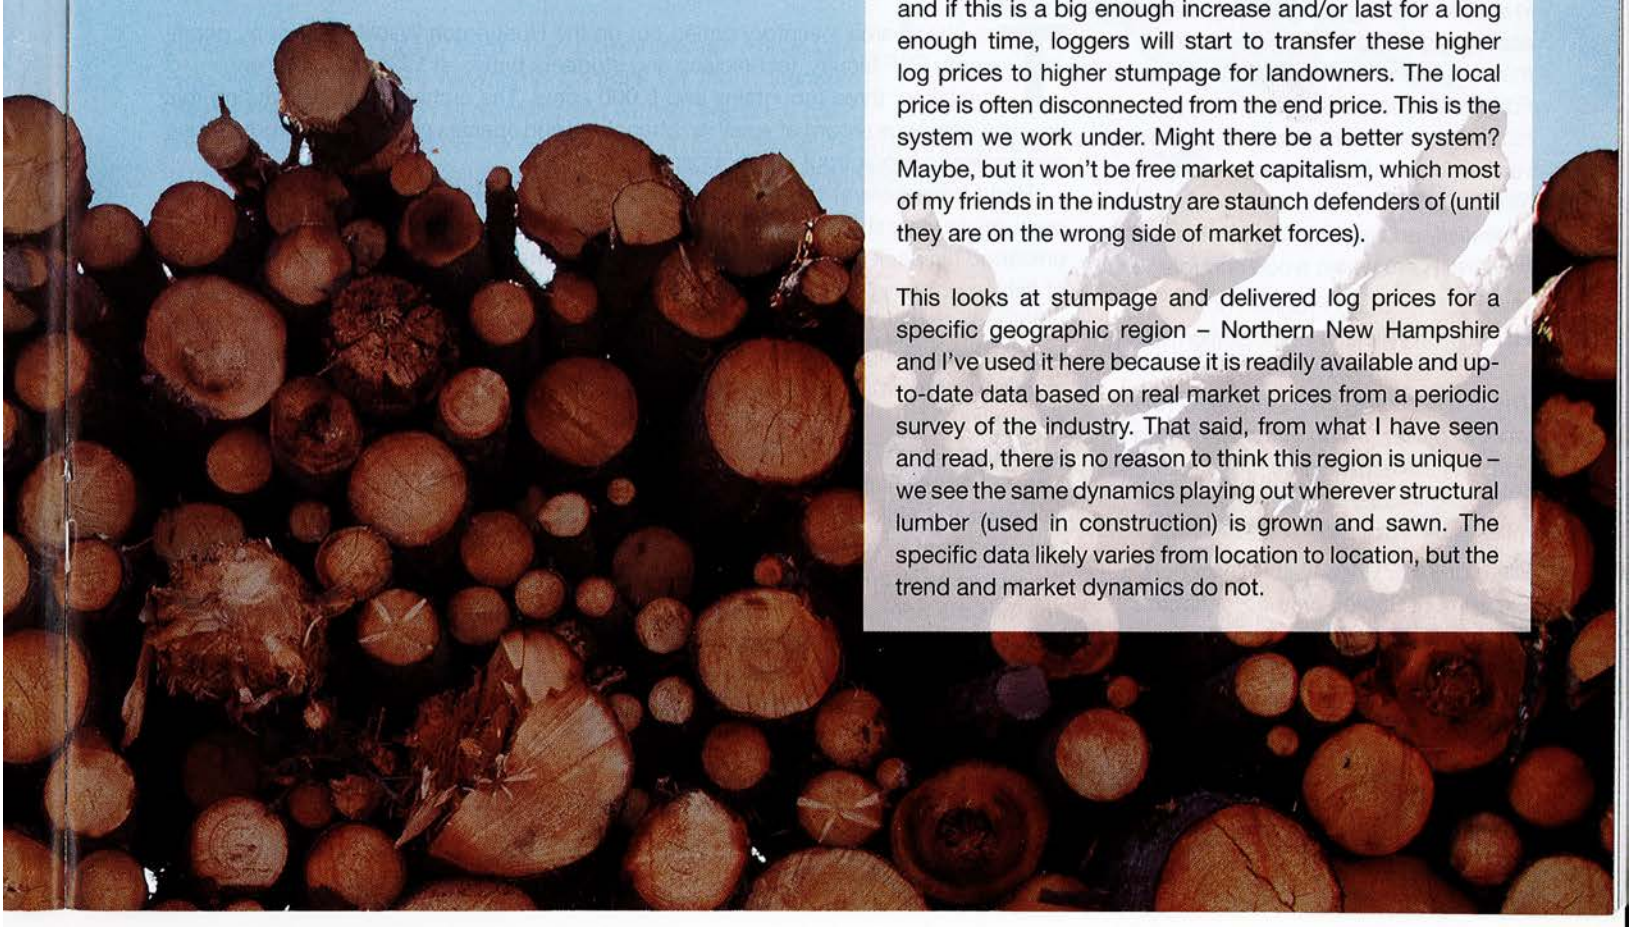 and if this is a big enough increase and/or last for a long
enough time, loggers will start to transfer these higher
log prices to higher stumpage for landowners. The local
price is often disconnected from the end price. This is the
system we work under. Might there be a better system?
Maybe, but it won't be free market capitalism, which most
of my friends in the industry are staunch defenders of (until
they are on the wrong side of market forces).
This looks at stumpage and delivered log prices for a
specific geographic region – Northern New Hampshire
and I've used it here because it is readily available and up-
to-date data based on real market prices from a periodic
survey of the industry. That said, from what I have seen
and read, there is no reason to think this region is unique –
we see the same dynamics playing out wherever structural
lumber (used in construction) is grown and sawn. The
specific data likely varies from location to location, but the
trend and market dynamics do not.